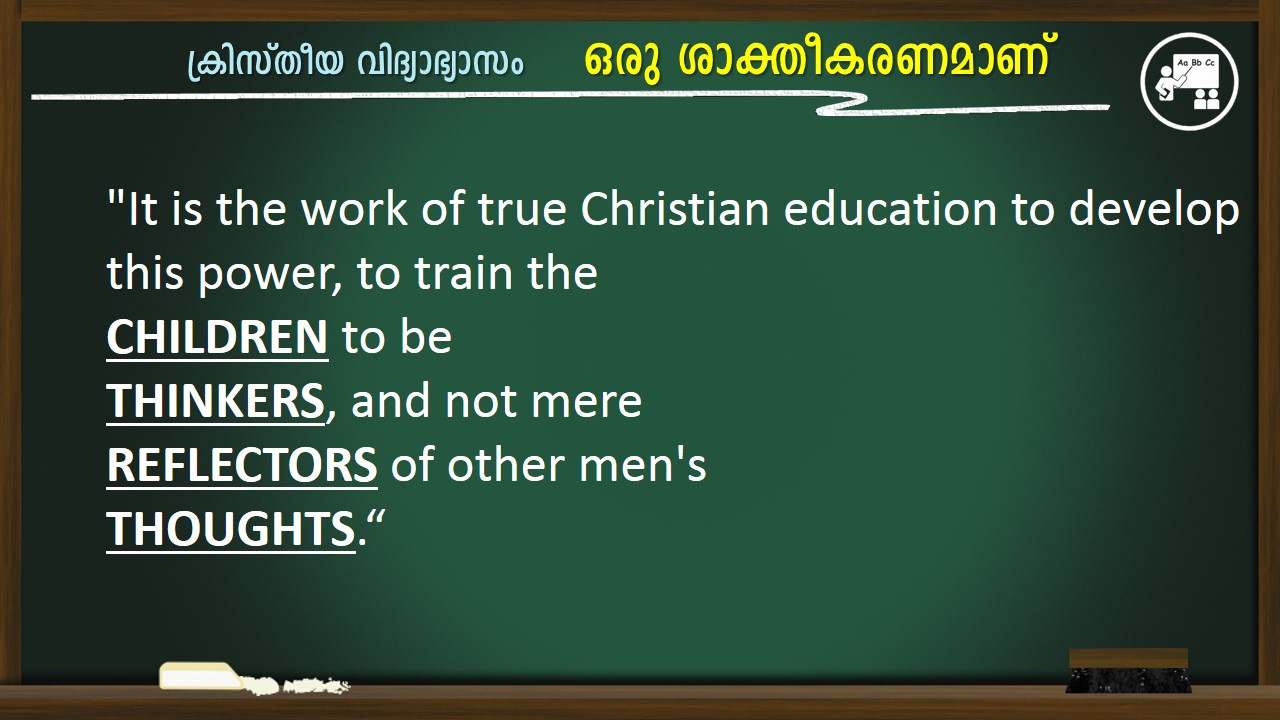 ക്രിസ്തീയ വിദ്യാഭ്യാസം ഒരു ശാക്തീകരണമാണ്
Aa Bb Cc
"It is the work of true Christian education to develop
this power, to train the
CHILDREN to be
THINKERS, and not mere
REFLECTORS of other men's
THOUGHTS.“